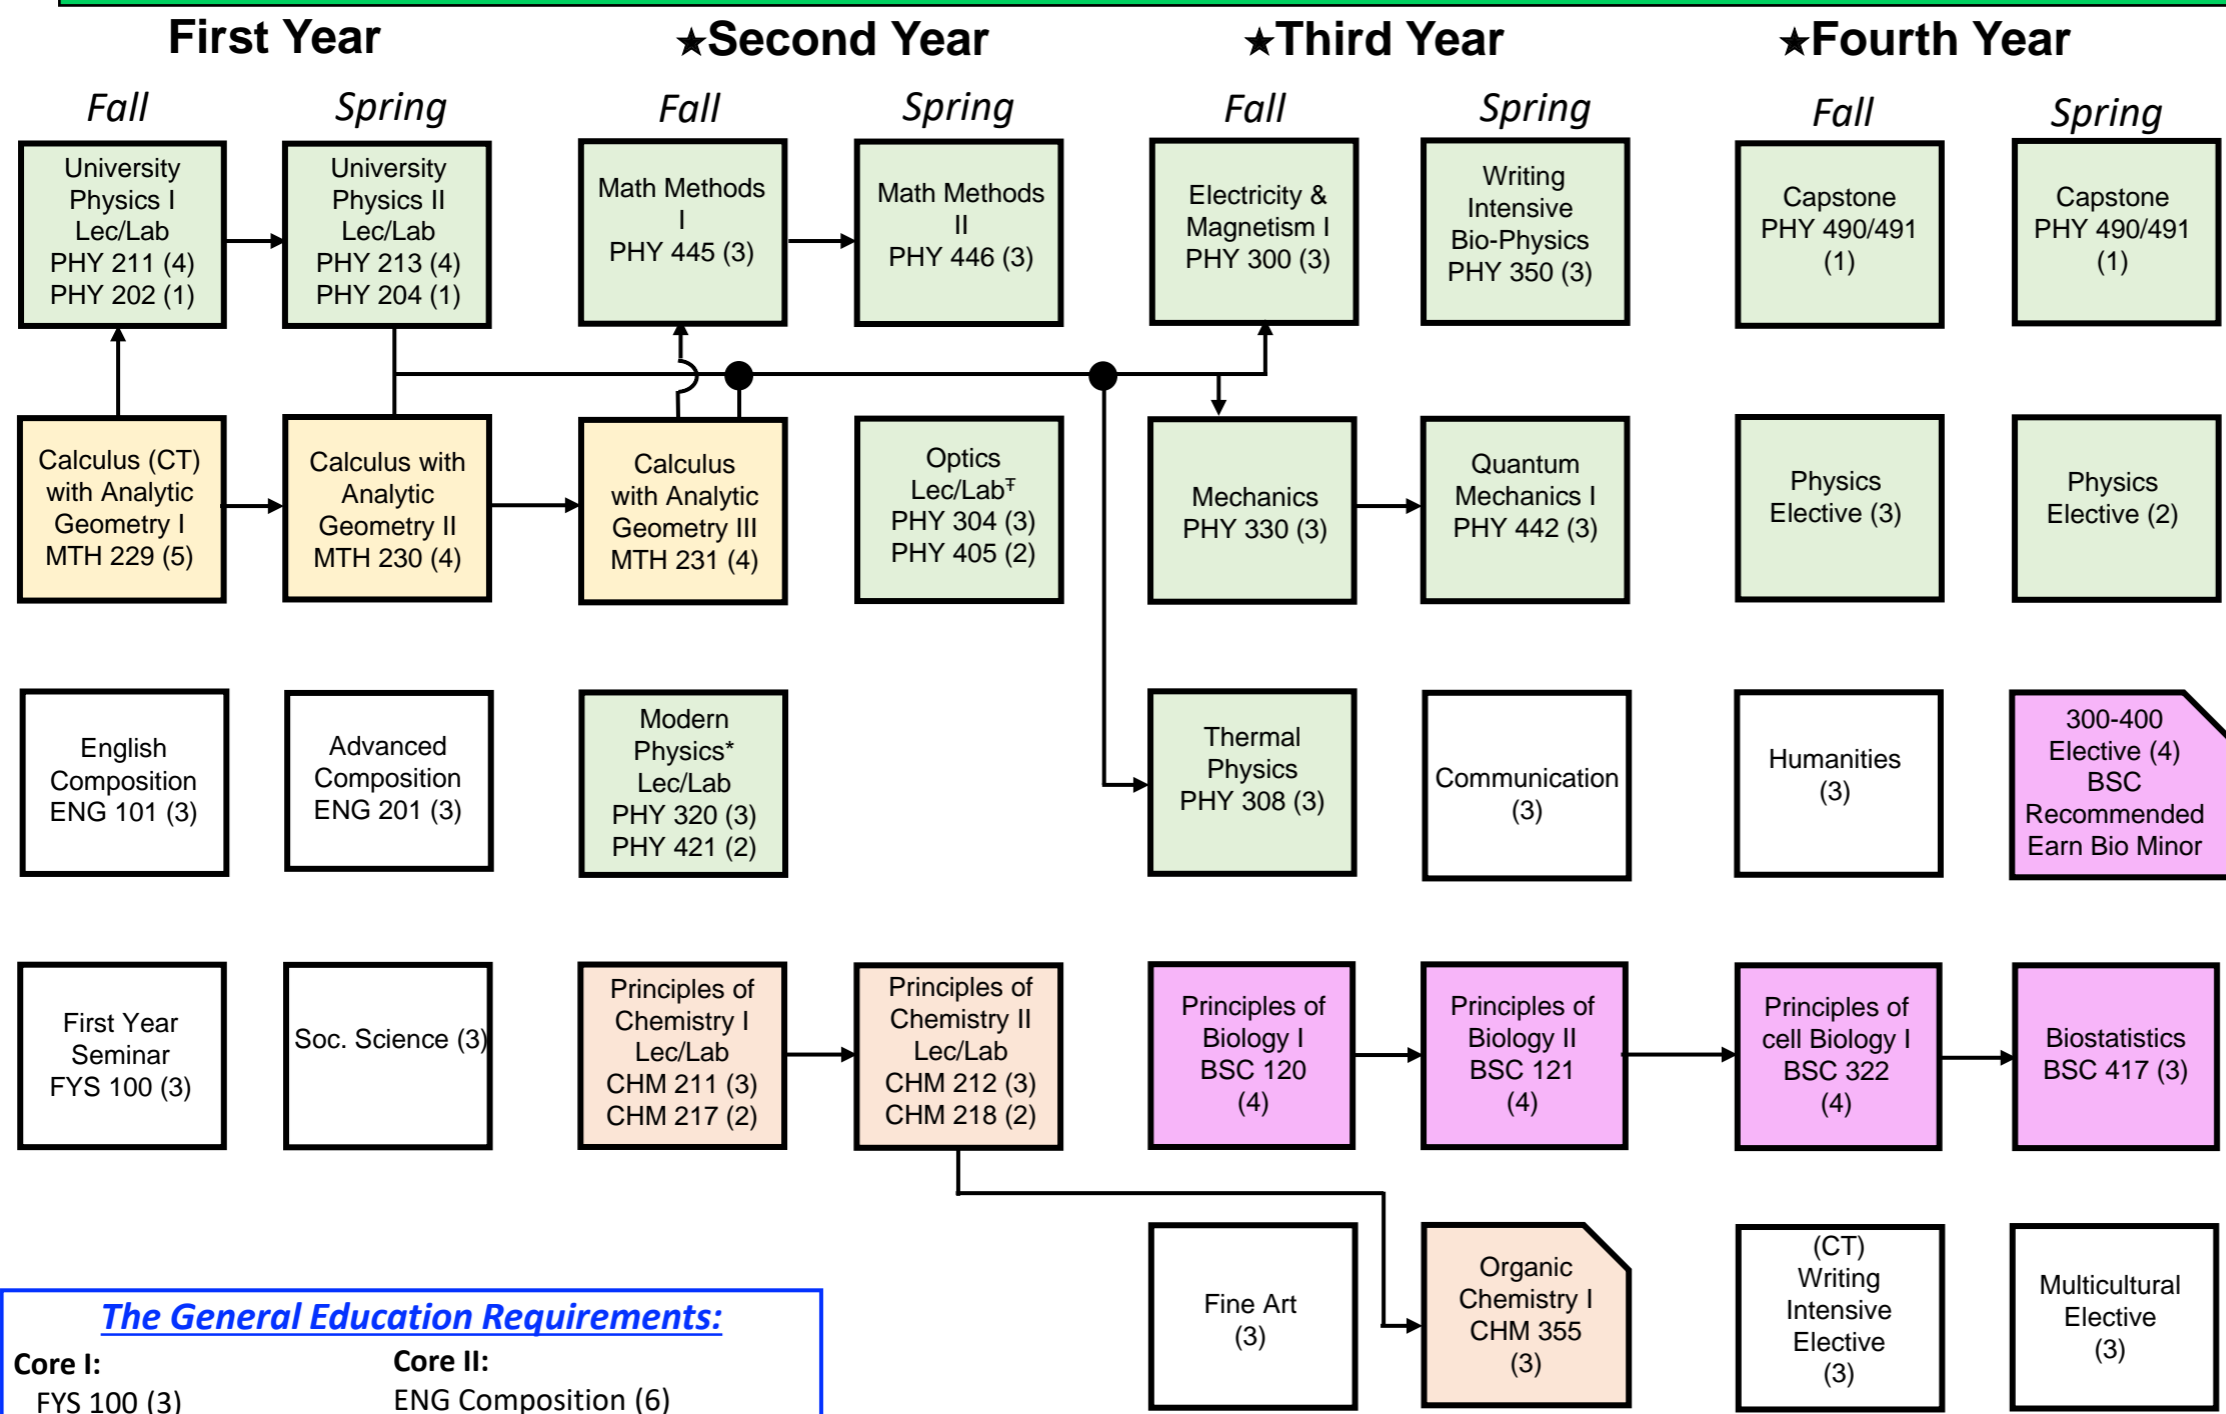 First Year
★Second Year
★Third Year
★Fourth Year
Fall
Spring
Fall
Spring
Fall
Spring
Fall
Spring
University
Physics I
Lec/Lab
PHY 211 (4)
PHY 202 (1)
University
Physics II
Lec/Lab
PHY 213 (4)
PHY 204 (1)
Math Methods
I
PHY 445 (3)
Math Methods
II
PHY 446 (3)
Electricity &
Magnetism I
PHY 300 (3)
Writing
Intensive
Bio-Physics
PHY 350 (3)
Capstone
PHY 490/491
(1)
Capstone
PHY 490/491
(1)
Calculus (CT)
with Analytic
Geometry I
MTH 229 (5)
Calculus with
Analytic
Geometry II
MTH 230 (4)
Calculus
with Analytic
Geometry III
MTH 231 (4)
Optics
Lec/Lab₮
PHY 304 (3)
PHY 405 (2)
Mechanics
PHY 330 (3)
Quantum
Mechanics I
PHY 442 (3)
Physics
Elective (3)
Physics
Elective (2)
English
Composition
ENG 101 (3)
Advanced
Composition
ENG 201 (3)
Modern
Physics*
Lec/Lab
PHY 320 (3)
PHY 421 (2)
Thermal
Physics
PHY 308 (3)
Communication
(3)
Humanities
(3)
300-400
Elective (4)
BSC
Recommended
Earn Bio Minor
First Year
Seminar
FYS 100 (3)
Soc. Science (3)
Principles of
Chemistry I
Lec/Lab
CHM 211 (3)
CHM 217 (2)
Principles of
Chemistry II
Lec/Lab
CHM 212 (3)
CHM 218 (2)
Principles of
Biology I
BSC 120
(4)
Principles of
Biology II
BSC 121
(4)
Principles of
cell Biology I
BSC 322
(4)
Biostatistics
BSC 417 (3)
Fine Art
(3)
Organic
Chemistry I
CHM 355
(3)
(CT)
Writing
Intensive
Elective
(3)
Multicultural
Elective
(3)
The General Education Requirements:
Core I:
FYS 100 (3)
Core II:
ENG Composition (6)